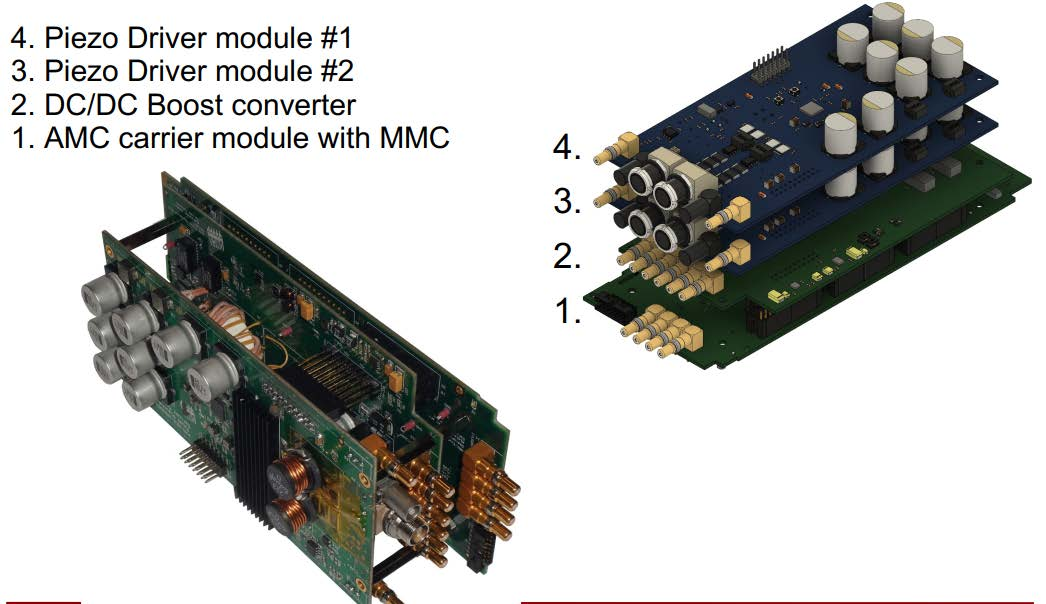 4. Piezo Driver module #1
3. Piezo Driver module #2
2. DC/DC Boost converter
1. AMC carrier module with MMC
4.
3.
2.
1.